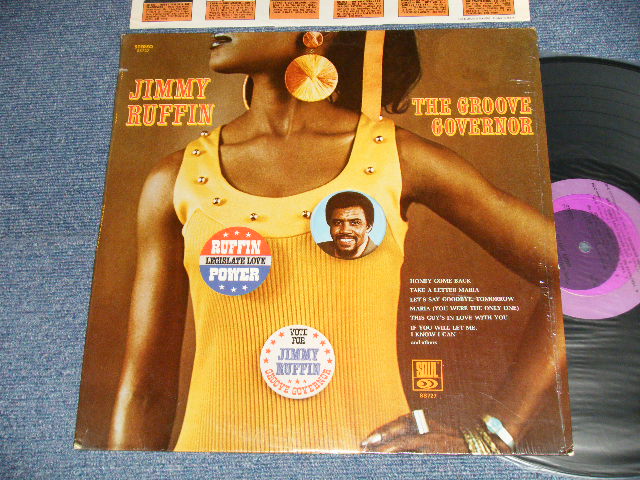 STEREO
JIMMY
RUFFIN
THE GROOVE
GOVERNOR
RUFFIN
LEGISLATE LOVE
POWER
VOTE
FOR
JIMMY
RUFFIN
GROOVE GOVERNOR
HONEY COME BACK
TAKE A LETTER MARIA
LET'S SAY GOODBYE, TOMORROW
MARIA (YOU WERE THE ONLY ONE)
THIS GUY'S IN LOVE WITH YOU
IF YOU WILL LET ME,
I KNOW I CAN
and others
SOUL
SS727